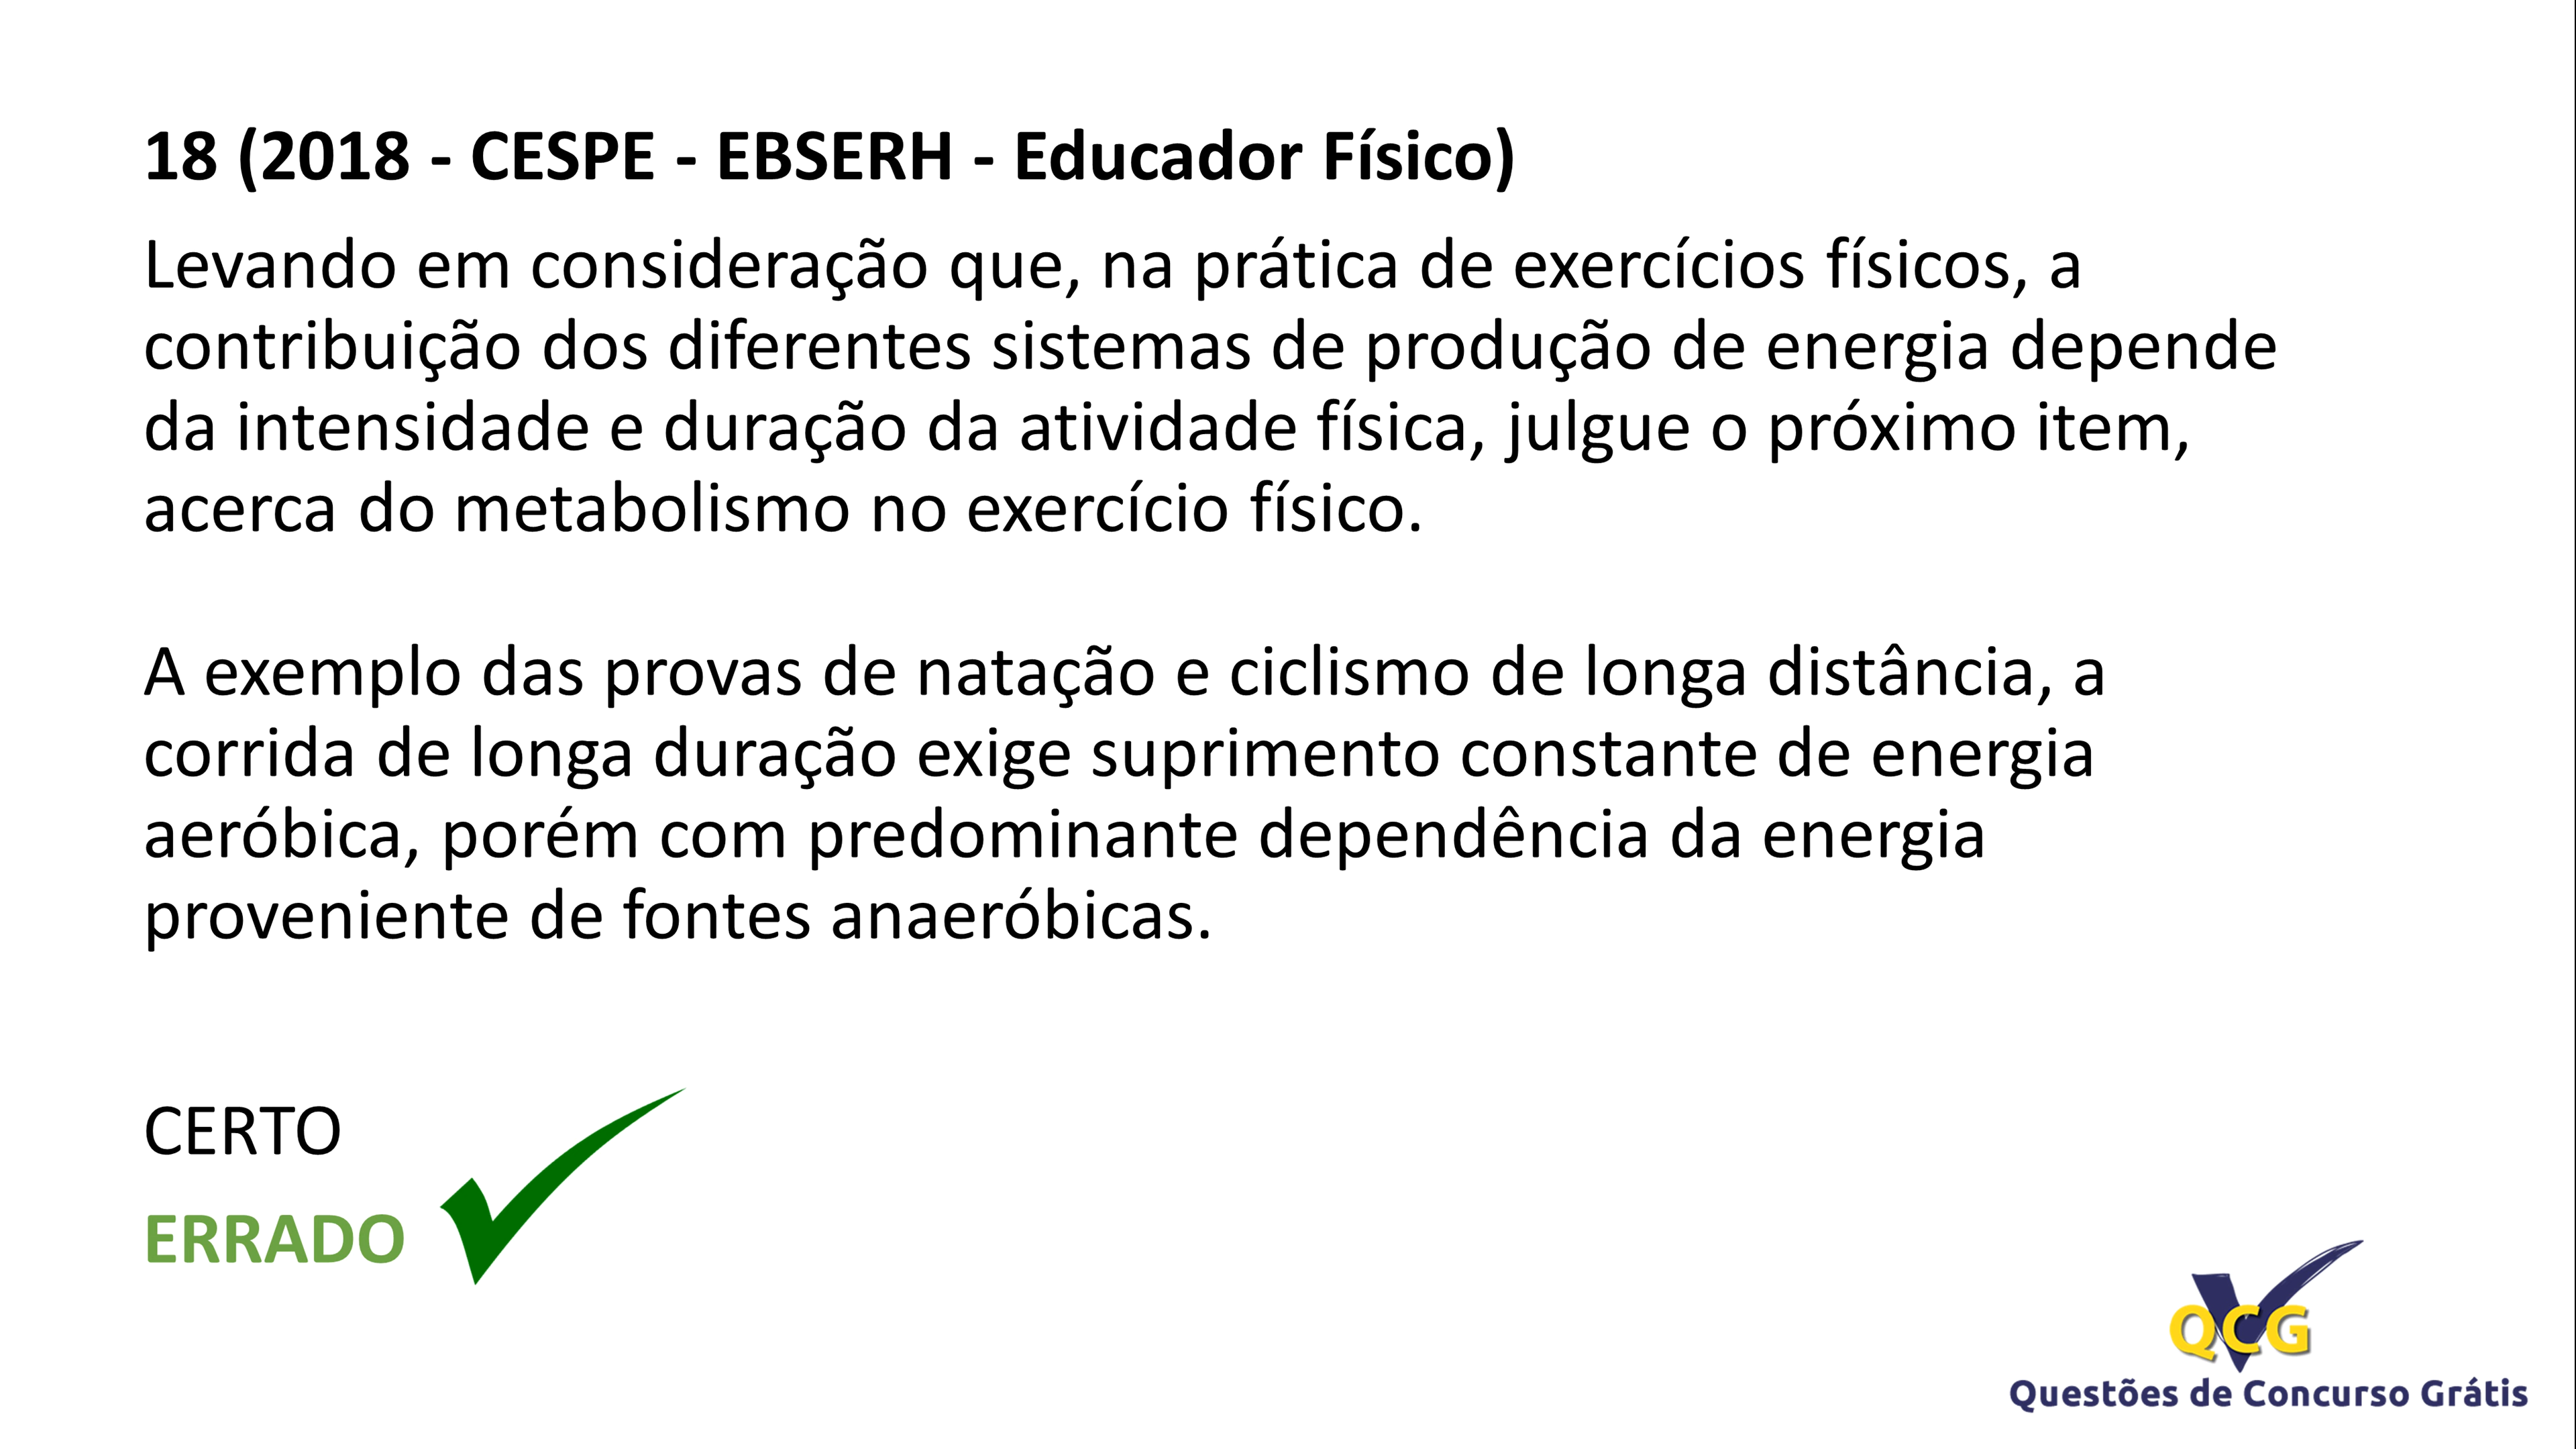 18 (2018 - CESPE - EBSERH - Educador Físico)
Levando em consideração que, na prática de exercícios físicos, a
contribuição dos diferentes sistemas de produção de energia depende
da intensidade e duração da atividade física, julgue o próximo item,
acerca do metabolismo no exercício físico.
A exemplo das provas de natação e ciclismo de longa distância, a
corrida de longa duração exige suprimento constante de energia
aeróbica, porém com predominante dependência da energia
proveniente de fontes anaeróbicas.
CERTO
ERRADO
QCG
Questões de Concurso Grátis